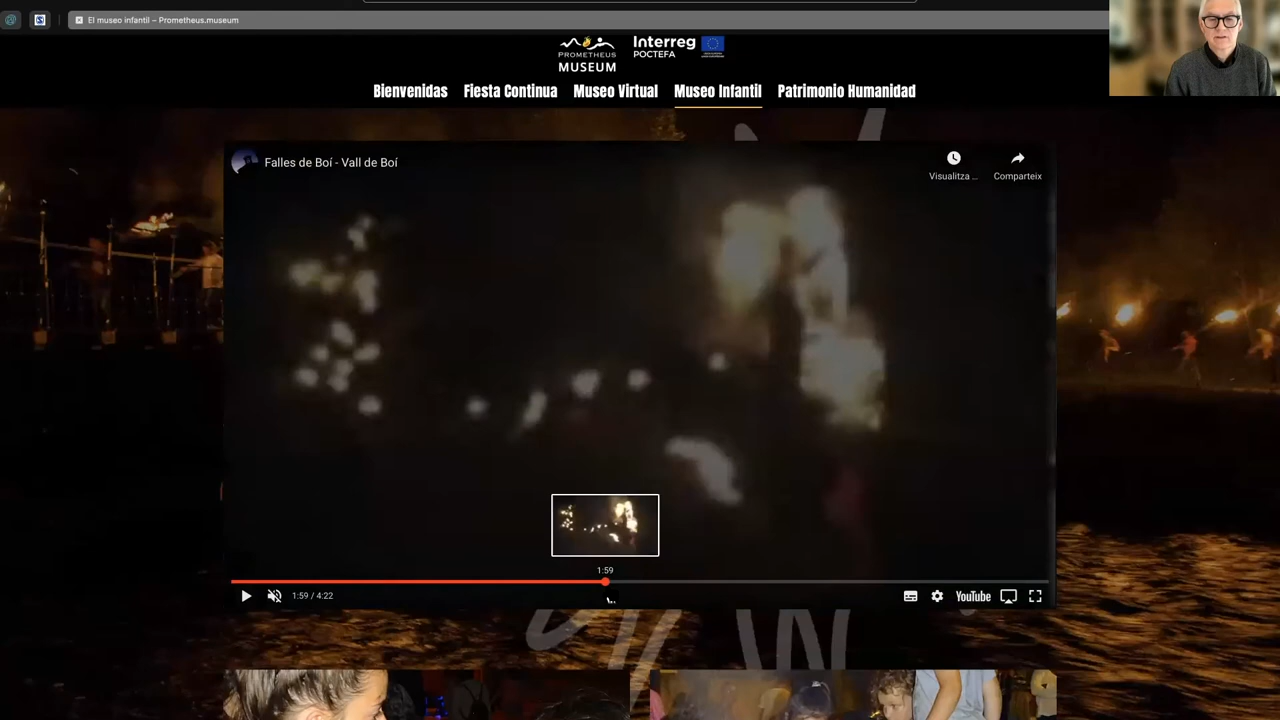 El museo infantil – Prometheus.museum
PROMETHEUS
MUSEUM
Interreg
POCTEFA
Bienvenidas Fiesta Continua Museo Virtual Museo Infantil Patrimonio Humanidad
Falles de Boí - Vall de Boí
Visualitza ...
Comparteix
1:59
1:59 / 4:22
YouTube